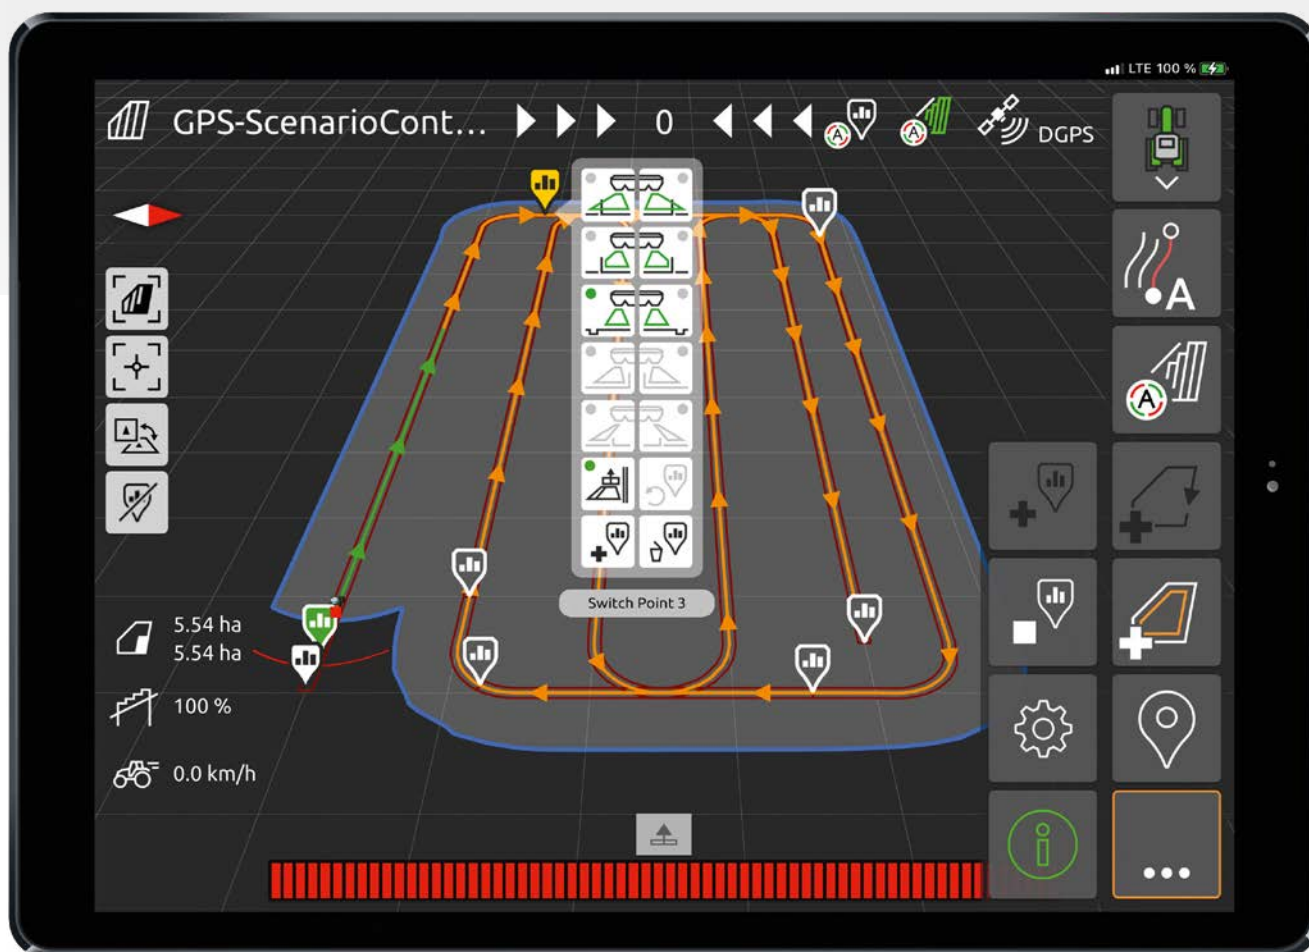 LTE 100 %
GPS-ScenarioCont...
0
A
A
DGPS
A
A
Switch Point 3
5.54 ha
5.54 ha
100 %
0.0 km/h